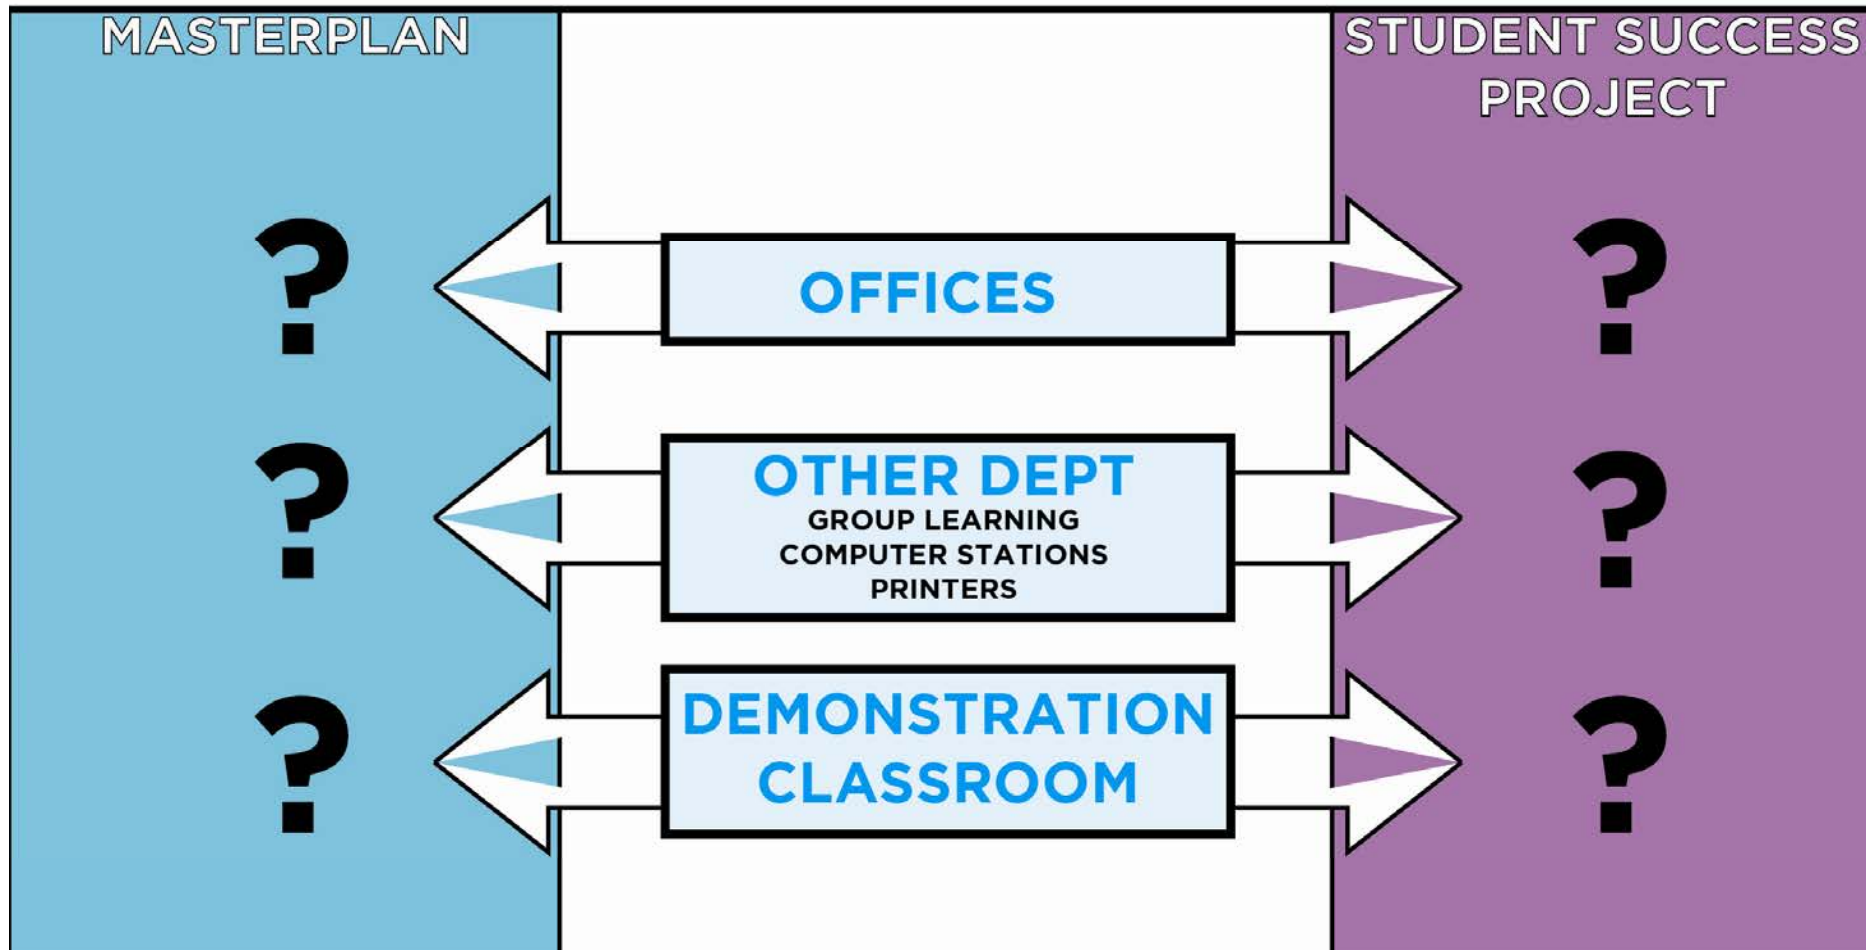 MASTERPLAN
STUDENT SUCCESS
PROJECT
?
OFFICES
?
?
OTHER DEPT
GROUP LEARNING
COMPUTER STATIONS
PRINTERS
?
?
DEMONSTRATION
CLASSROOM
?